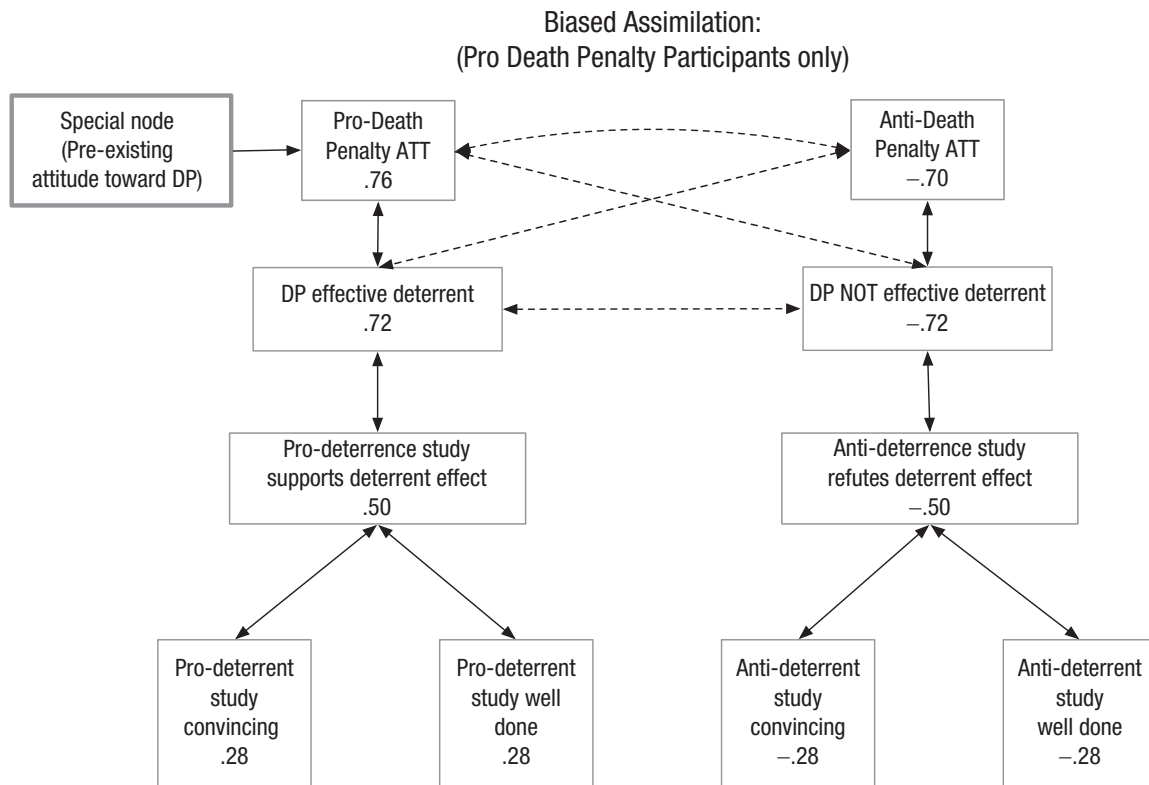 Biased Assimilation:
(Pro Death Penalty Participants only)
Special node
(Pre-existing
attitude toward DP)
Pro-Death
Penalty ATT
.76
Anti-Death
Penalty ATT
−.70
DP effective deterrent
.72
DP NOT effective deterrent
−.72
Pro-deterrence study
supports deterrent effect
.50
Anti-deterrence study
refutes deterrent effect
−.50
Pro-deterrent
study
convincing
.28
Pro-deterrent
study well
done
.28
Anti-deterrent
study
convincing
−.28
Anti-deterrent
study
well done
−.28